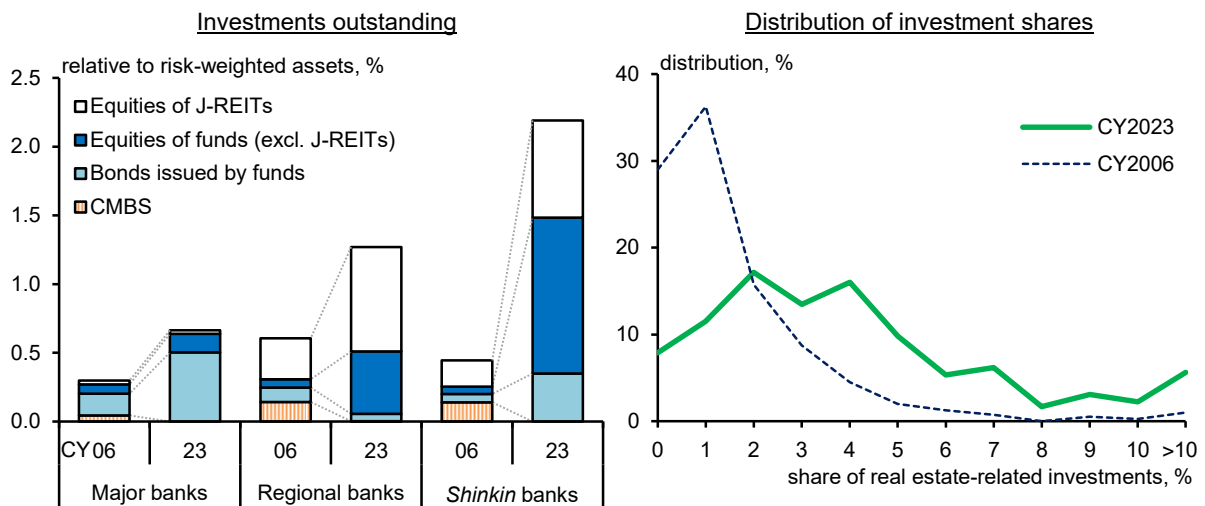 Investments outstanding
relative to risk-weighted assets, %
2.5
2.0
1.5
1.0
0.5
0.0
Equities of J-REITs
Equities of funds (excl. J-REITs)
Bonds issued by funds
CMBS
CY 06 23 06 23 06 23
Major banks Regional banks Shinkin banks
Distribution of investment shares
distribution, %
40
30
20
10
0
CY2023
CY2006
0 1 2 3 4 5 6 7 8 9 10 >10
share of real estate-related investments, %